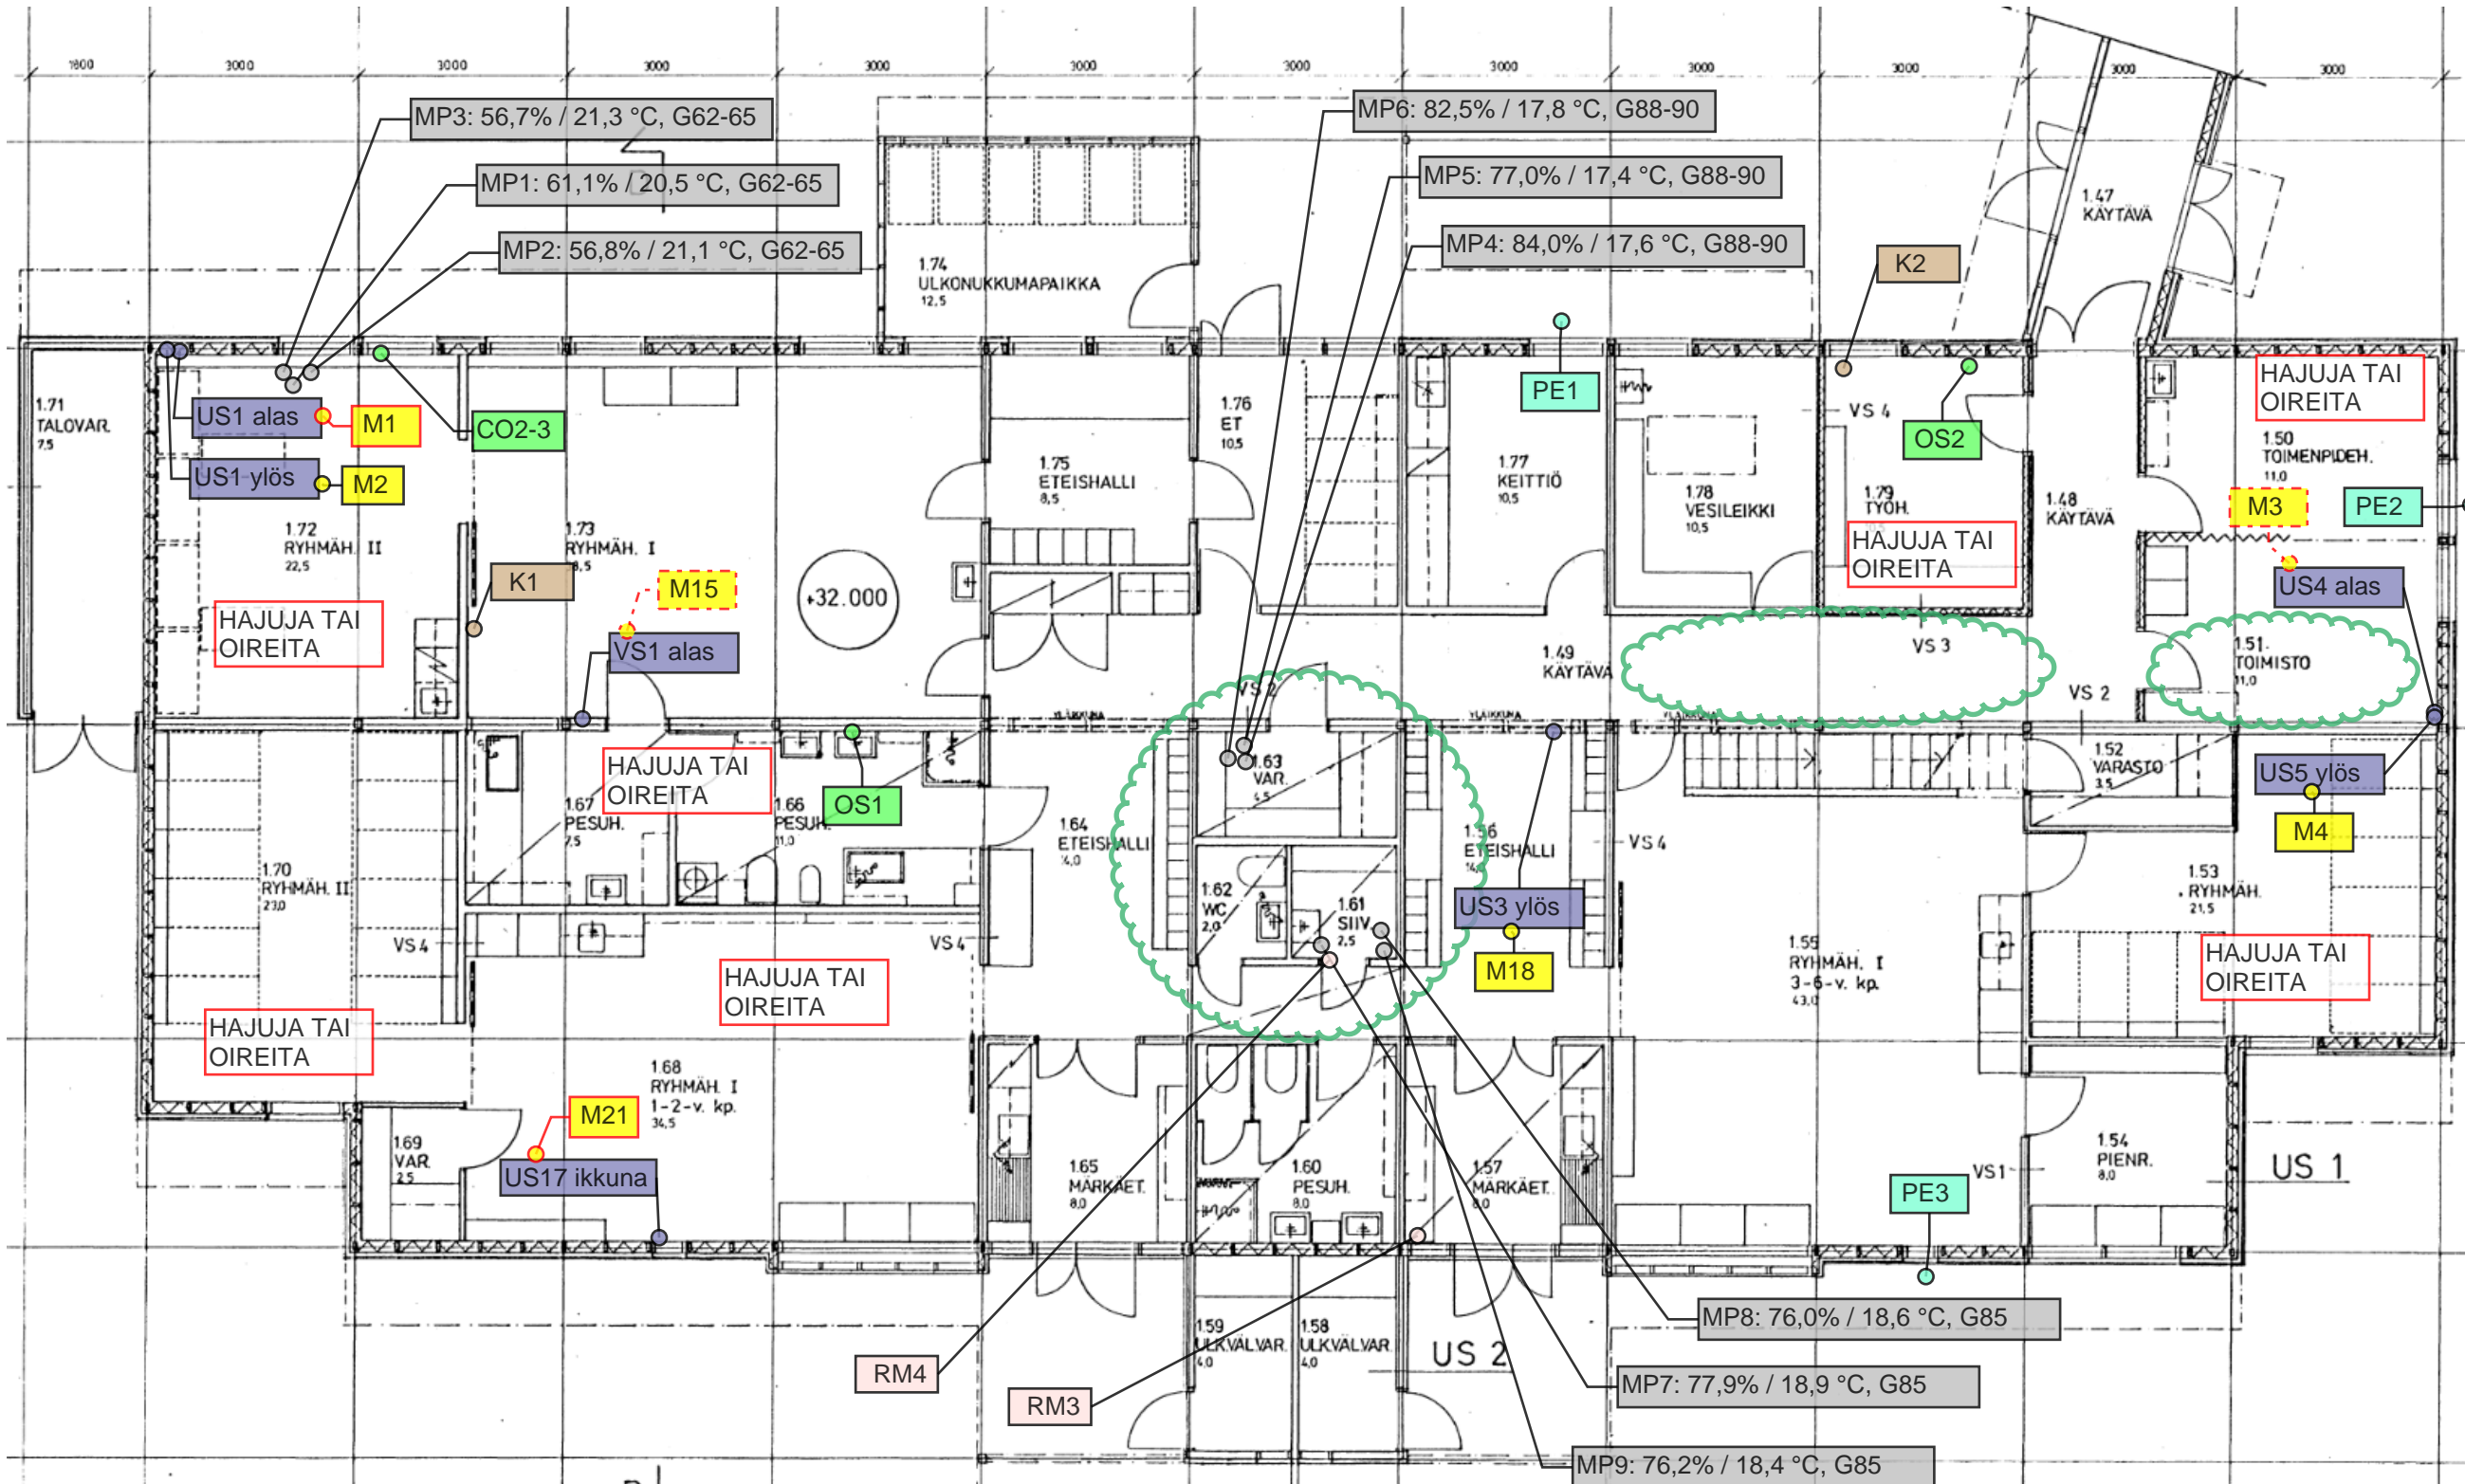 1800 3000 3000 3000 3000 3000 3000 3000 3000 3000 3000 3000
MP3: 56,7% / 21,3 °C, G62-65
MP1: 61,1% / 20,5 °C, G62-65
MP2: 56,8% / 21,1 °C, G62-65
MP6: 82,5% / 17,8 °C, G88-90
MP5: 77,0% / 17,4 °C, G88-90
MP4: 84,0% / 17,6 °C, G88-90
1.47
KÄYTÄVÄ
K2
1.74
ULKONUKKUMAPAIKKA
12,5
1.71
TALOVAR.
7,5
US1 alas
M1
US1 ylös
M2
CO2-3
1.72
RYHMÄH. II
22,5
HAJUJA TAI
OIREITA
K1
1.73
RYHMÄH. I
M15
VS1 alas
+32.000
1.75
ETEISHALLI
8,5
1.76
ET
10,5
PE1
1.77
KEITTIÖ
10,5
1.78
VESILEIKKI
10,5
VS 4
OS2
1.79
TYÖH.
HAJUJA TAI
OIREITA
1.48
KÄYTÄVÄ
HAJUJA TAI
OIREITA
1.50
TOIMENPIDEH.
11,0
M3
PE2
US4 alas
1.49
KÄYTÄVÄ
VS 3
VS 2
1.51
TOIMISTO
11,0
VS 2
YLÄIKKUNA
YLÄIKKUNA
YLÄIKKUNA
HAJUJA TAI
OIREITA
1.67
PESUH.
7,5
1.66
PESUH.
11,0
OS1
1.64
ETEISHALLI
14,0
1.63
VAR.
4,5
1.56
ETEISHALLI
14,0
VS 4
1.52
VARASTO
3,5
US5 ylös
M4
1.70
RYHMÄH. II
23,0
VS 4
VS 4
1.62
WC
2,0
1.61
SIIV.
2,5
US3 ylös
M18
1.55
RYHMÄH. I
3-6-v. kp.
43,0
1.53
RYHMÄH.
21,5
HAJUJA TAI
OIREITA
HAJUJA TAI
OIREITA
HAJUJA TAI
OIREITA
1.68
RYHMÄH. I
1-2-v. kp.
34,5
M21
US17 ikkuna
1.69
VAR.
2,5
1.65
MÄRKÄET.
8,0
1.60
PESUH.
8,0
1.57
MÄRKÄET.
8,0
VS1
1.54
PIENR.
8,0
US 1
PE3
1.59
ULKVÄLVAR.
4,0
1.58
ULKVÄLVAR.
4,0
US 2
MP8: 76,0% / 18,6 °C, G85
RM4
MP7: 77,9% / 18,9 °C, G85
RM3
MP9: 76,2% / 18,4 °C, G85